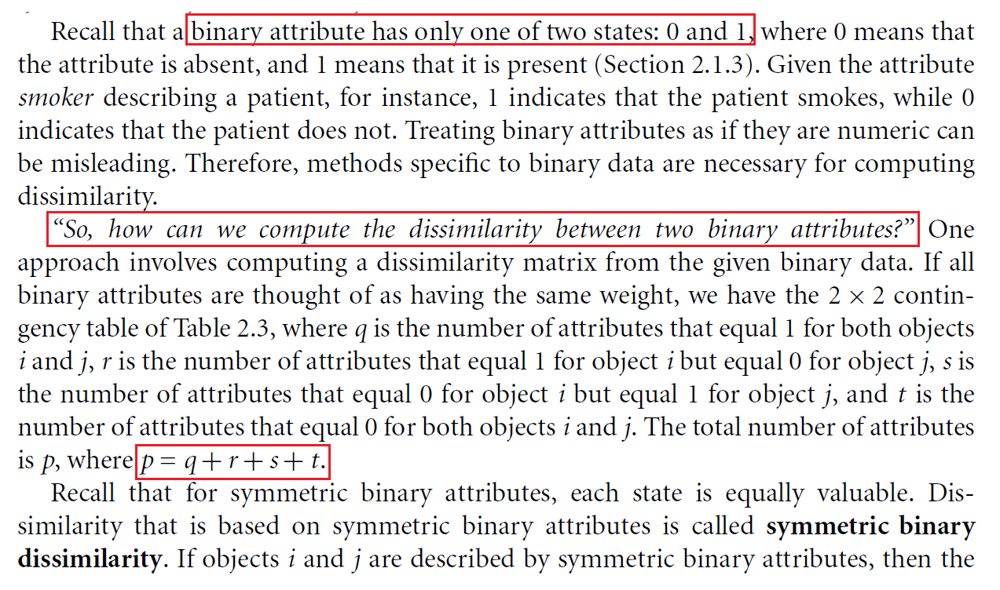 Recall that a binary attribute has only one of two states: 0 and 1, where 0 means that
the attribute is absent, and 1 means that it is present (Section 2.1.3). Given the attribute
smoker describing a patient, for instance, 1 indicates that the patient smokes, while 0
indicates that the patient does not. Treating binary attributes as if they are numeric can
be misleading. Therefore, methods specific to binary data are necessary for computing
dissimilarity.
“So, how can we compute the dissimilarity between two binary attributes?” One
approach involves computing a dissimilarity matrix from the given binary data. If all
binary attributes are thought of as having the same weight, we have the 2 × 2 contin-
gency table of Table 2.3, where q is the number of attributes that equal 1 for both objects
i and j, r is the number of attributes that equal 1 for object i but equal 0 for object j, s is
the number of attributes that equal 0 for object i but equal 1 for object j, and t is the
number of attributes that equal 0 for both objects i and j. The total number of attributes
is p, where p = q + r + s + t.
Recall that for symmetric binary attributes, each state is equally valuable. Dis-
similarity that is based on symmetric binary attributes is called symmetric binary
dissimilarity. If objects i and j are described by symmetric binary attributes, then the